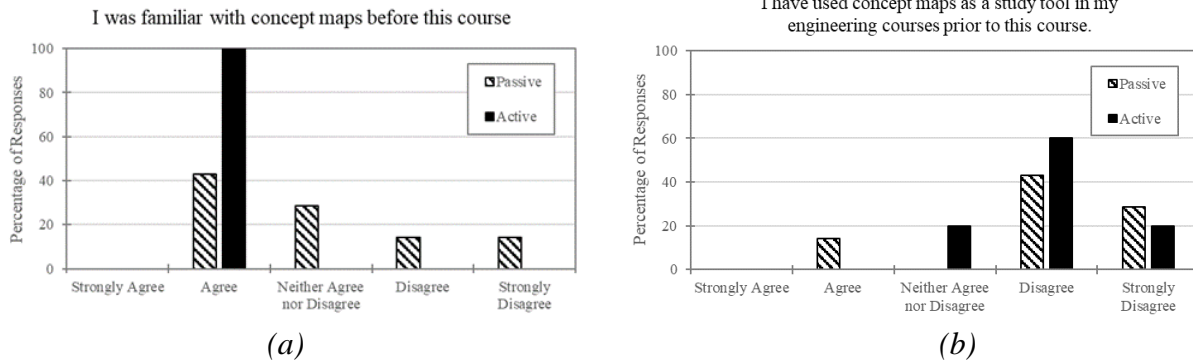 I was familiar with concept maps before this course
100
80
60
40
20
0
Percentage of Responses
Passive
Active
Strongly Agree
Agree
Neither Agree
nor Disagree
Disagree
Strongly
Disagree
(a)
I have used concept maps as a study tool in my
engineering courses prior to this course.
100
80
60
40
20
0
Percentage of Responses
Passive
Active
Strongly Agree
Agree
Neither Agree
nor Disagree
Disagree
Strongly
Disagree
(b)